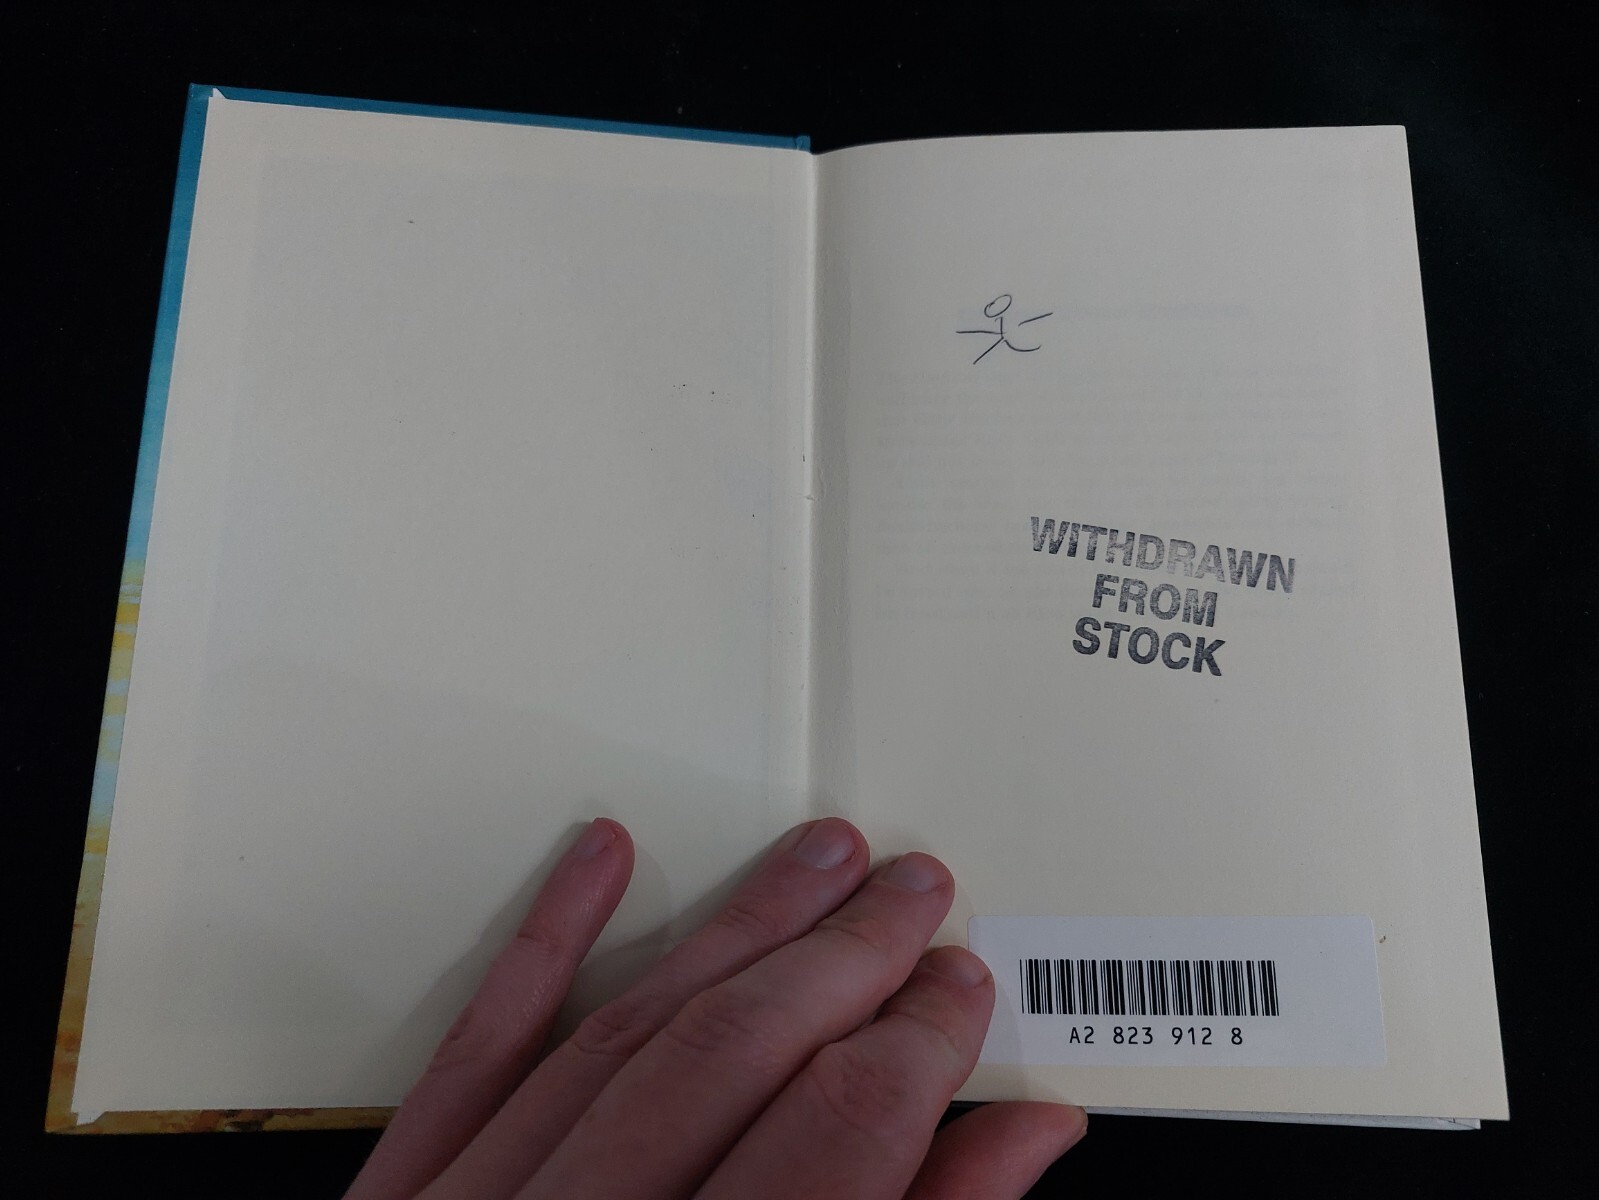 WITHDRAWN
FROM
STOCK
A2 823 912 8